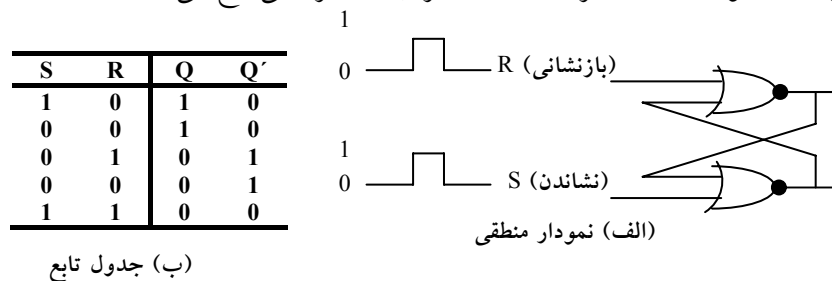 1
0
R (بازنشانی)
S R Q Q´
1 0 1 0
0 0 1 0
0 1 0 1
0 0 0 1
1 1 0 0
1
0
S (نشاندن)
(الف) نمودار منطقی
(ب) جدول تابع